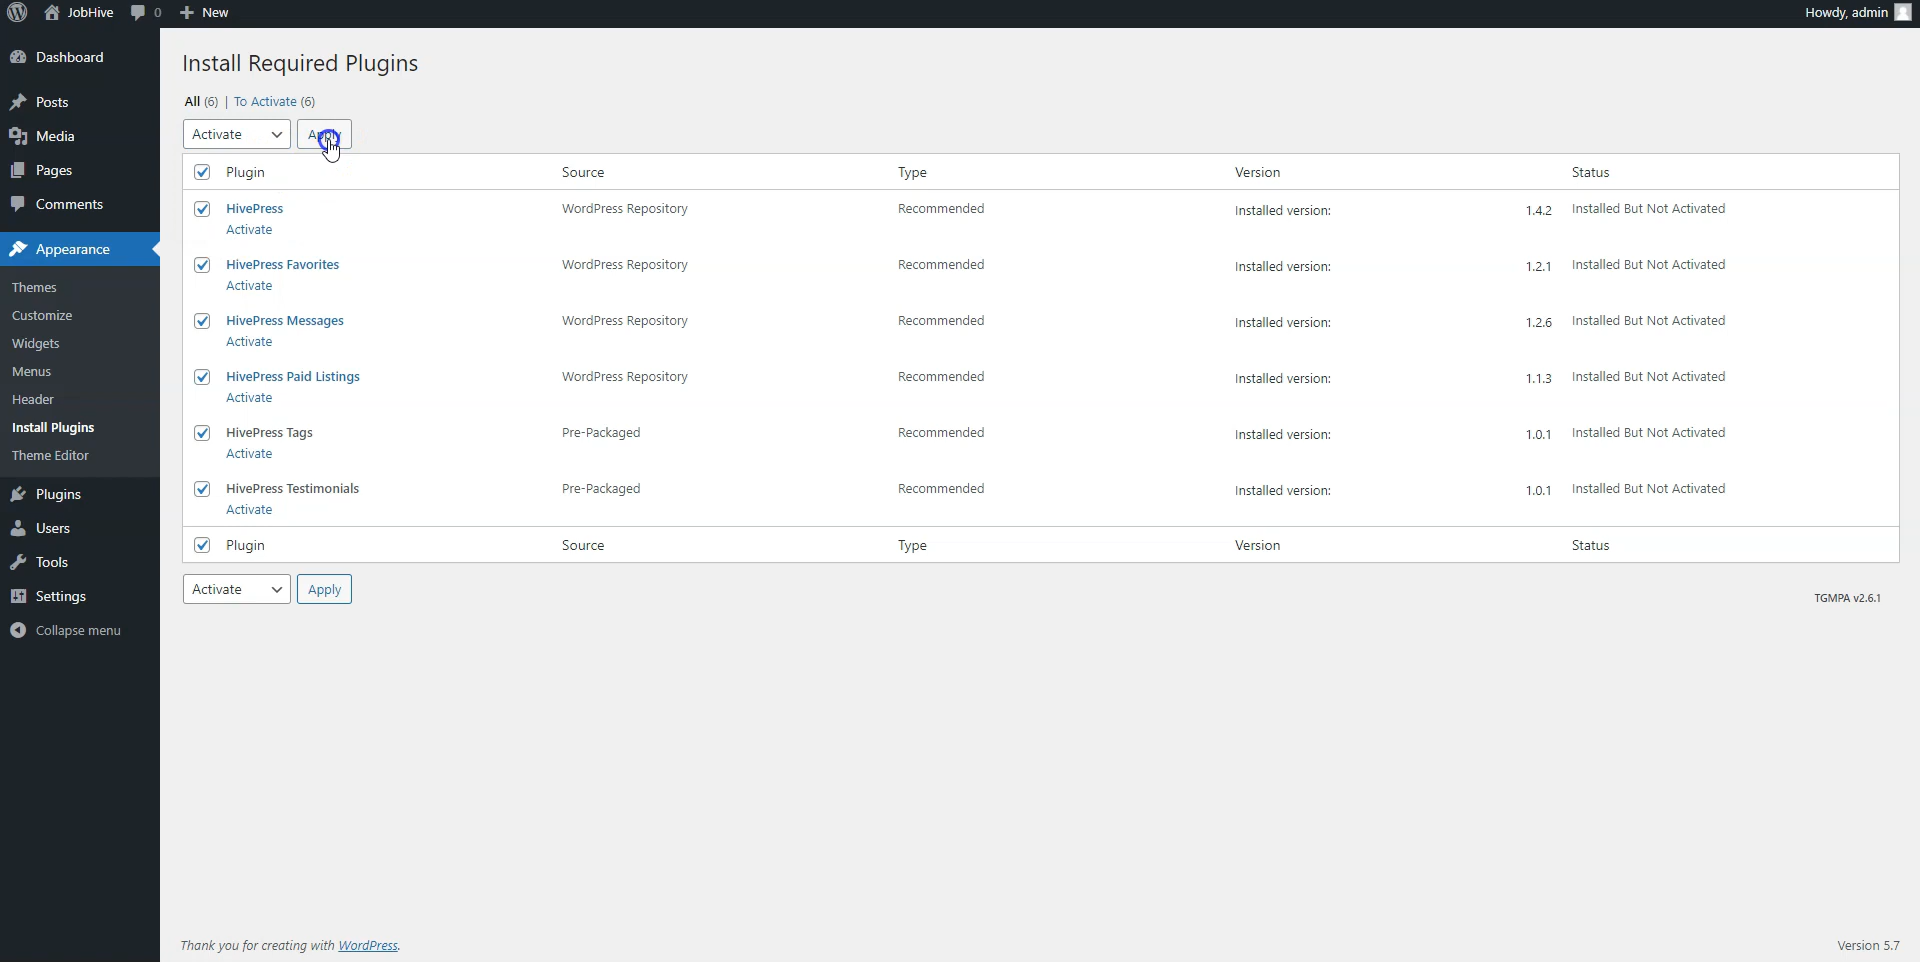 JobHive 0 New Howdy, admin
Dashboard
Posts
Media
Pages
Comments
Appearance
Themes
Customize
Widgets
Menus
Header
Install Plugins
Theme Editor
Plugins
Users
Tools
Settings
Collapse menu
Install Required Plugins
All (6) | To Activate (6)
Activate Apply
Plugin Source Type Version Status
HivePress WordPress Repository Recommended Installed version: 1.4.2 Installed But Not Activated
Activate
HivePress Favorites WordPress Repository Recommended Installed version: 1.2.1 Installed But Not Activated
Activate
HivePress Messages WordPress Repository Recommended Installed version: 1.2.6 Installed But Not Activated
Activate
HivePress Paid Listings WordPress Repository Recommended Installed version: 1.1.3 Installed But Not Activated
Activate
HivePress Tags Pre-Packaged Recommended Installed version: 1.0.1 Installed But Not Activated
Activate
HivePress Testimonials Pre-Packaged Recommended Installed version: 1.0.1 Installed But Not Activated
Activate
Plugin Source Type Version Status
Activate Apply
TGMPA v2.6.1
Thank you for creating with WordPress. Version 5.7